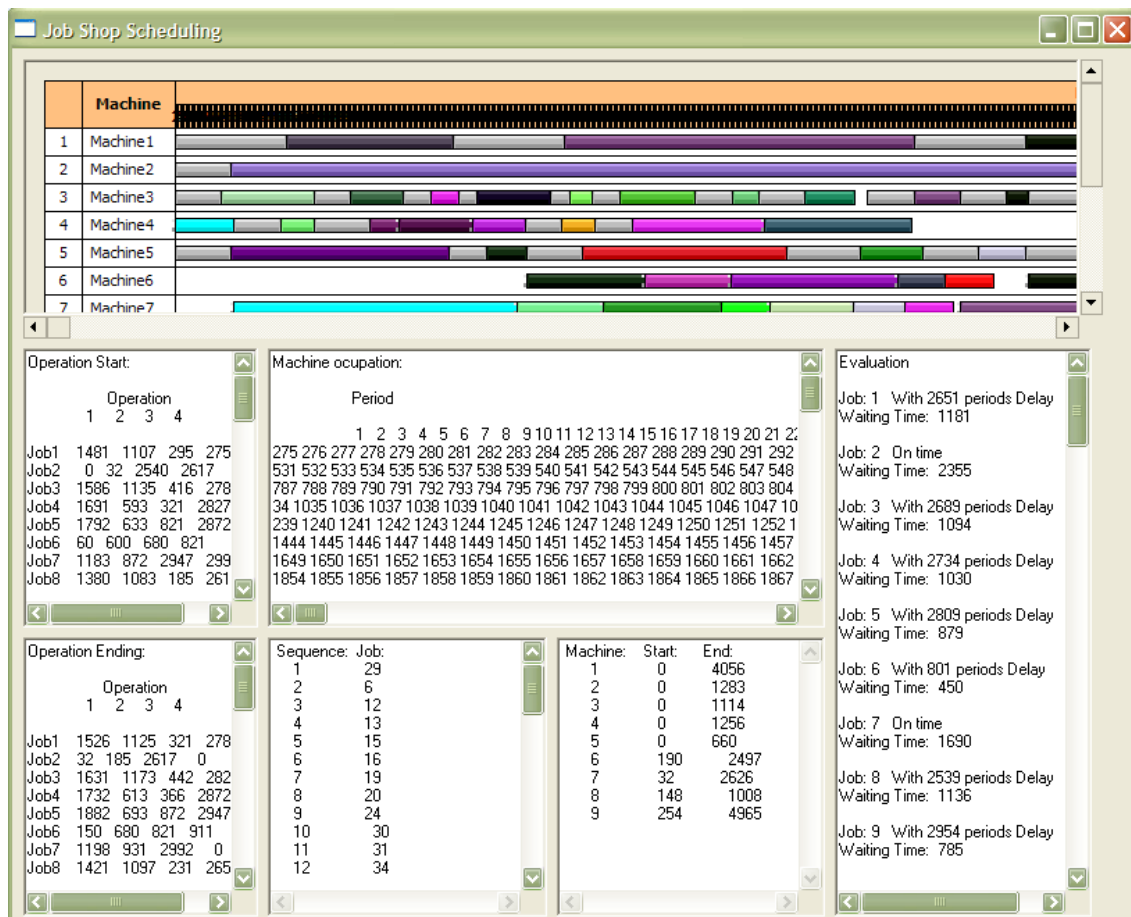 Job Shop Scheduling
Machine
1 Machine1
2 Machine2
3 Machine3
4 Machine4
5 Machine5
6 Machine6
7 Machine7
Operation Start:
Operation
1 2 3 4
Job1 1481 1107 295 275
Job2 0 32 2540 2617
Job3 1586 1135 416 278
Job4 1691 593 321 2827
Job5 1792 633 821 2872
Job6 60 600 680 821
Job7 1183 872 2947 299
Job8 1380 1083 185 261
Machine ocupation:
Period
1 2 3 4 5 6 7 8 9 10 11 12 13 14 15 16 17 18 19 20 21 22
275 276 277 278 279 280 281 282 283 284 285 286 287 288 289 290 291 292
531 532 533 534 535 536 537 538 539 540 541 542 543 544 545 546 547 548
787 788 789 790 791 792 793 794 795 796 797 798 799 800 801 802 803 804
34 1035 1036 1037 1038 1039 1040 1041 1042 1043 1044 1045 1046 1047 10
239 1240 1241 1242 1243 1244 1245 1246 1247 1248 1249 1250 1251 1252 1
1444 1445 1446 1447 1448 1449 1450 1451 1452 1453 1454 1455 1456 1457
1649 1650 1651 1652 1653 1654 1655 1656 1657 1658 1659 1660 1661 1662
1854 1855 1856 1857 1858 1859 1860 1861 1862 1863 1864 1865 1866 1867
Evaluation
Job: 1 With 2651 periods Delay
Waiting Time: 1181
Job: 2 On time
Waiting Time: 2355
Job: 3 With 2689 periods Delay
Waiting Time: 1094
Job: 4 With 2734 periods Delay
Waiting Time: 1030
Job: 5 With 2809 periods Delay
Waiting Time: 879
Job: 6 With 801 periods Delay
Waiting Time: 450
Job: 7 On time
Waiting Time: 1690
Job: 8 With 2539 periods Delay
Waiting Time: 1136
Job: 9 With 2954 periods Delay
Waiting Time: 785
Operation Ending:
Operation
1 2 3 4
Job1 1526 1125 321 278
Job2 32 185 2617 0
Job3 1631 1173 442 282
Job4 1732 613 366 2872
Job5 1882 693 872 2947
Job6 150 680 821 911
Job7 1198 931 2992 0
Job8 1421 1097 231 265
Sequence: Job:
1 29
2 6
3 12
4 13
5 15
6 16
7 19
8 20
9 24
10 30
11 31
12 34
Machine: Start: End:
1 0 4056
2 0 1283
3 0 1114
4 0 1256
5 0 660
6 190 2497
7 32 2626
8 148 1008
9 254 4965